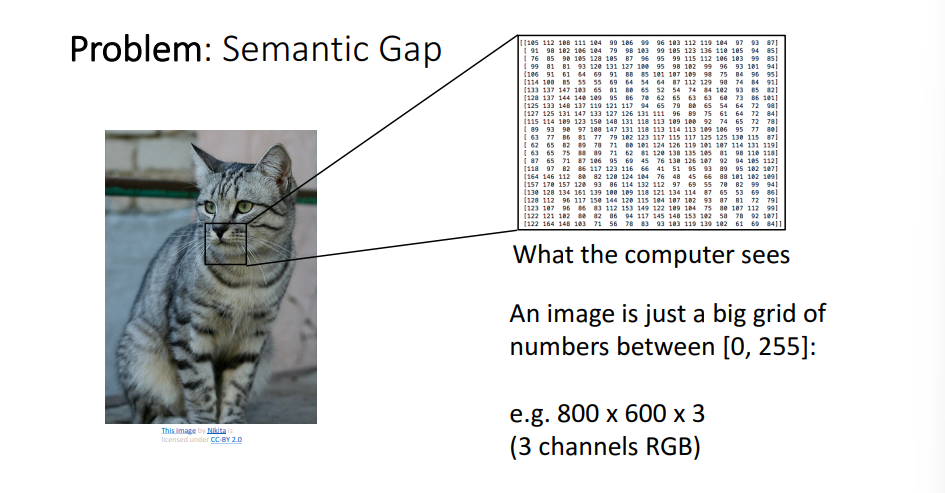 Problem: Semantic Gap
[[105 112 108 111 104 99 106 99 96 103 112 119 104 97 93 87]
[ 91 98 102 106 104 79 98 103 99 105 123 136 110 105 94 85]
[ 76 85 90 105 128 105 87 96 95 99 115 112 106 103 99 85]
[ 99 81 81 93 120 131 127 100 95 98 102 99 96 93 101 94]
[106 91 61 64 69 91 88 85 101 107 109 98 75 84 96 95]
[114 108 85 55 55 69 64 54 64 87 112 129 98 74 84 91]
[133 137 147 103 65 81 80 65 52 54 74 84 102 93 85 82]
[128 137 144 140 109 95 86 70 62 65 63 63 60 73 86 101]
[125 133 148 137 119 121 117 94 65 79 80 65 54 64 72 98]
[127 125 131 147 133 127 126 131 111 96 89 75 61 64 72 84]
[115 114 109 123 150 148 131 118 113 109 100 92 74 65 72 78]
[ 89 93 90 97 108 147 131 118 113 114 113 109 106 95 77 80]
[ 63 77 86 81 77 79 102 123 117 115 117 125 125 130 115 87]
[ 62 65 82 89 78 71 80 101 124 126 119 101 107 114 131 119]
[ 63 65 75 88 89 71 62 81 120 138 135 105 81 98 110 118]
[ 87 65 71 87 106 95 69 45 76 130 126 107 92 94 105 112]
[118 97 82 86 117 123 116 66 41 51 95 93 89 95 102 107]
[164 146 112 80 82 120 124 104 76 48 45 66 88 101 102 109]
[157 170 157 120 93 86 114 132 112 97 69 55 70 82 99 94]
[130 128 134 161 139 100 109 118 121 134 114 87 65 53 69 86]
[128 112 96 117 150 144 120 115 104 107 102 93 87 81 72 79]
[123 107 96 86 83 112 153 149 122 109 104 75 80 107 112 99]
[122 121 102 80 82 86 94 117 145 148 153 102 58 78 92 107]
[122 164 148 103 71 56 78 83 93 103 119 139 102 61 69 84]]
What the computer sees
An image is just a big grid of
numbers between [0, 255]:
e.g. 800 x 600 x 3
(3 channels RGB)
This image by Nikita is
licensed under CC-BY 2.0